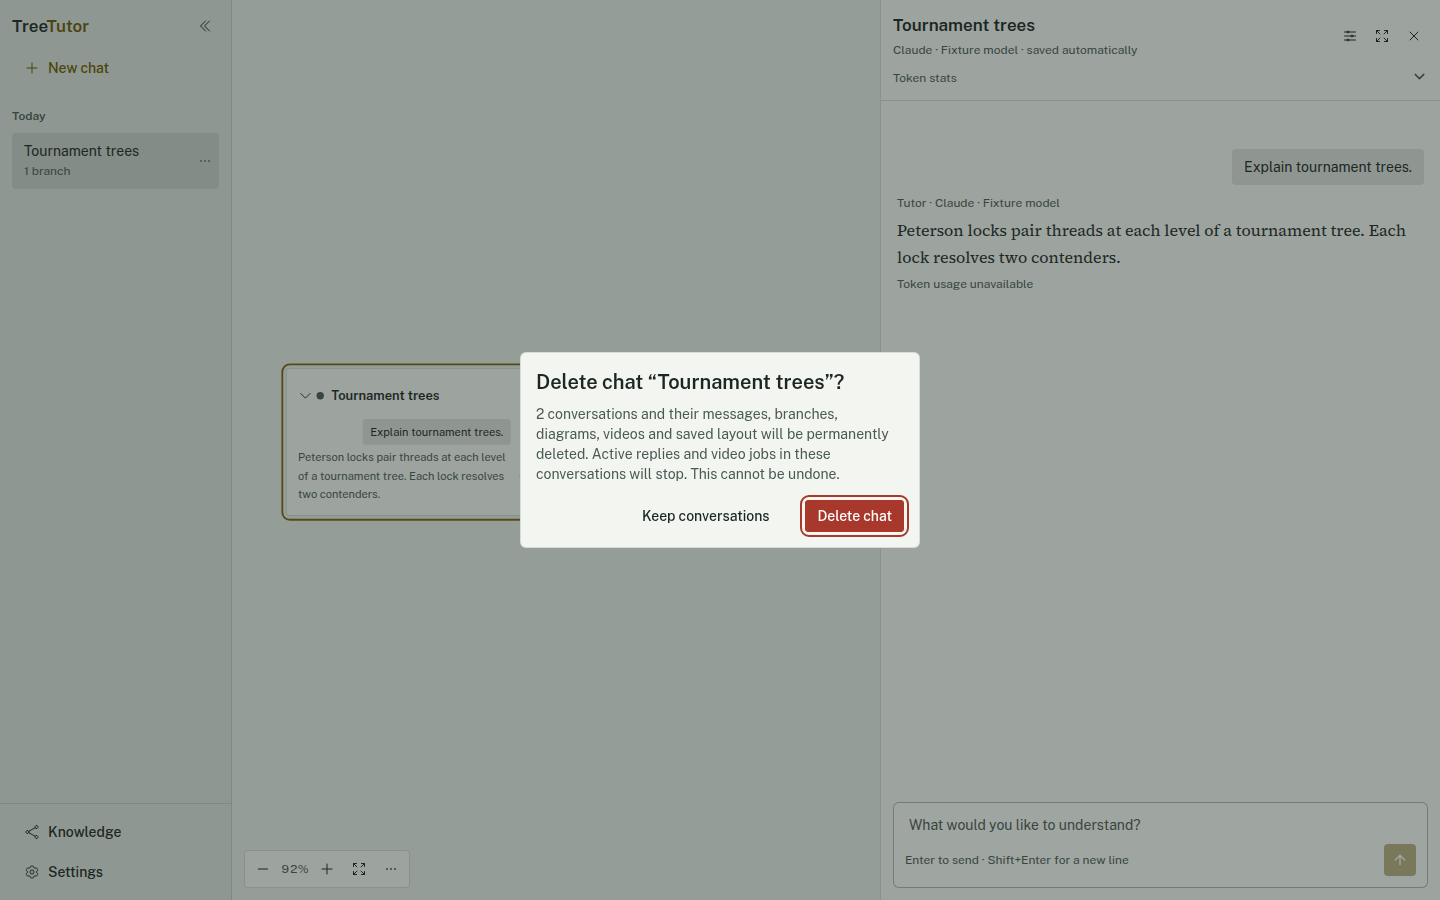 TreeTutor
New chat
Today
Tournament trees
1 branch
Knowledge
Settings
Tournament trees
Explain tournament trees.
Peterson locks pair threads at each level
of a tournament tree. Each lock resolves
two contenders.
92%
Delete chat “Tournament trees”?
2 conversations and their messages, branches,
diagrams, videos and saved layout will be permanently
deleted. Active replies and video jobs in these
conversations will stop. This cannot be undone.
Keep conversations
Delete chat
Tournament trees
Claude · Fixture model · saved automatically
Token stats
Explain tournament trees.
Tutor · Claude · Fixture model
Peterson locks pair threads at each level of a tournament tree. Each
lock resolves two contenders.
Token usage unavailable
What would you like to understand?
Enter to send · Shift+Enter for a new line